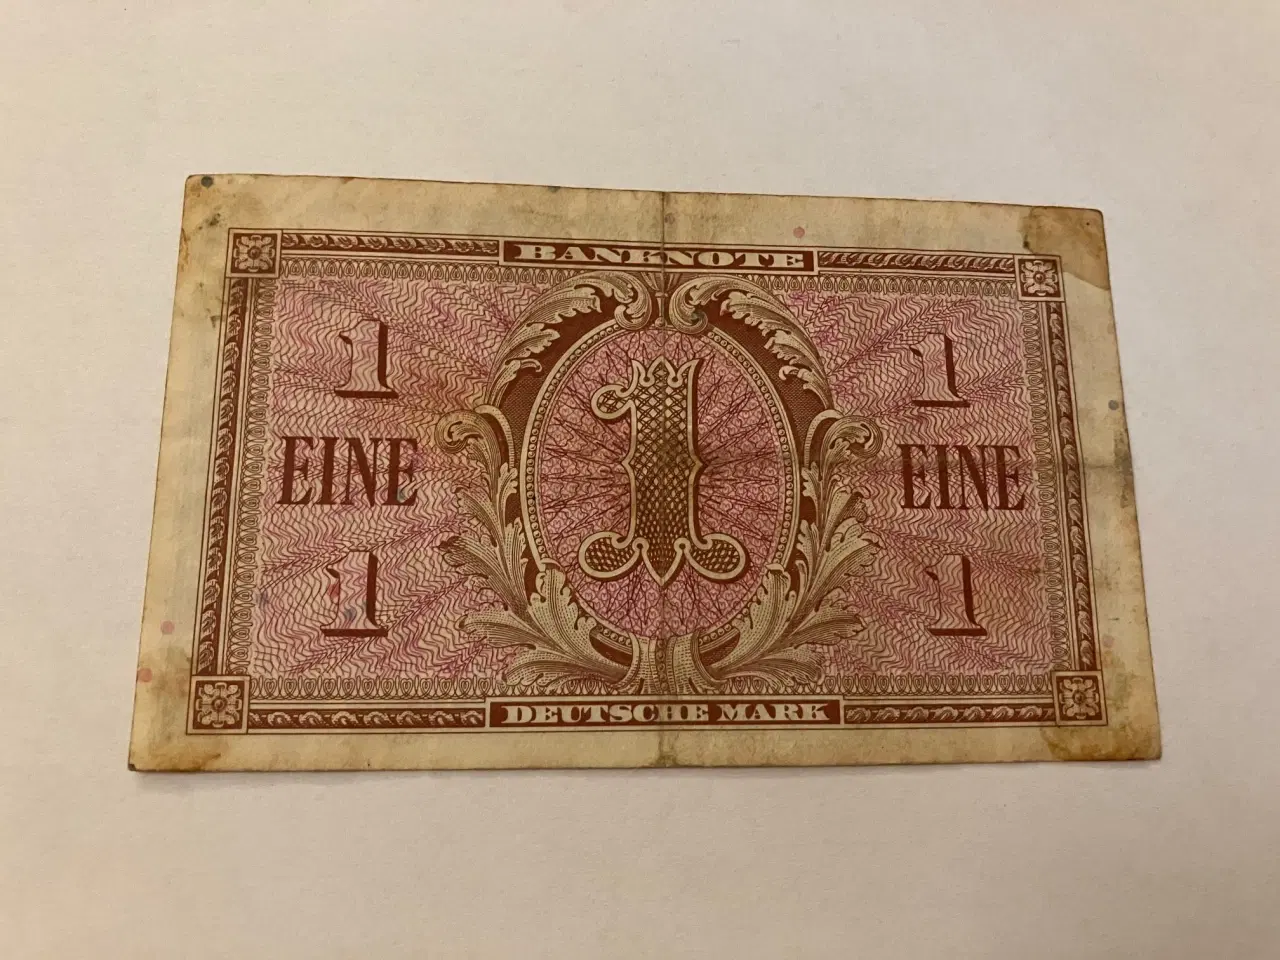 BANKNOTE
1 1
EINE 1 EINE
1 1
DEUTSCHE MARK